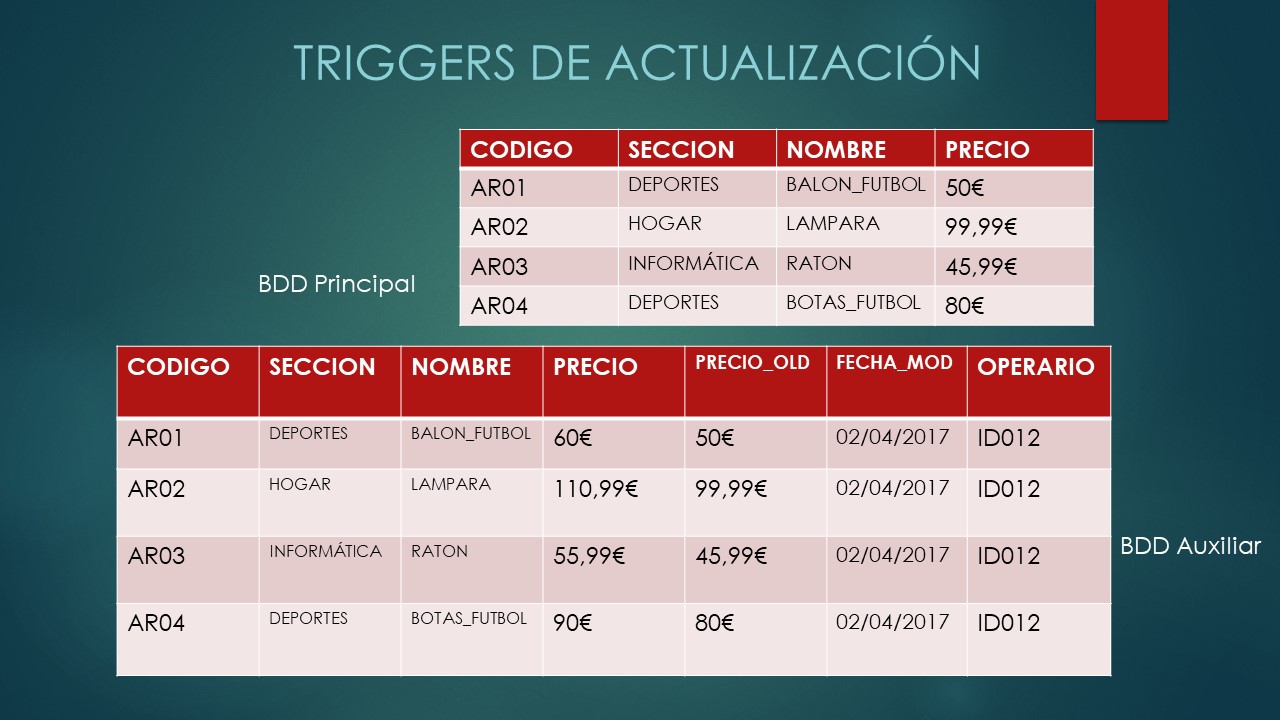 TRIGGERS DE ACTUALIZACIÓN
CODIGO SECCION NOMBRE PRECIO
AR01 DEPORTES BALON_FUTBOL 50€
AR02 HOGAR LAMPARA 99,99€
AR03 INFORMÁTICA RATON 45,99€
AR04 DEPORTES BOTAS_FUTBOL 80€
BDD Principal
CODIGO SECCION NOMBRE PRECIO PRECIO_OLD FECHA_MOD OPERARIO
AR01 DEPORTES BALON_FUTBOL 60€ 50€ 02/04/2017 ID012
AR02 HOGAR LAMPARA 110,99€ 99,99€ 02/04/2017 ID012
AR03 INFORMÁTICA RATON 55,99€ 45,99€ 02/04/2017 ID012
AR04 DEPORTES BOTAS_FUTBOL 90€ 80€ 02/04/2017 ID012
BDD Auxiliar